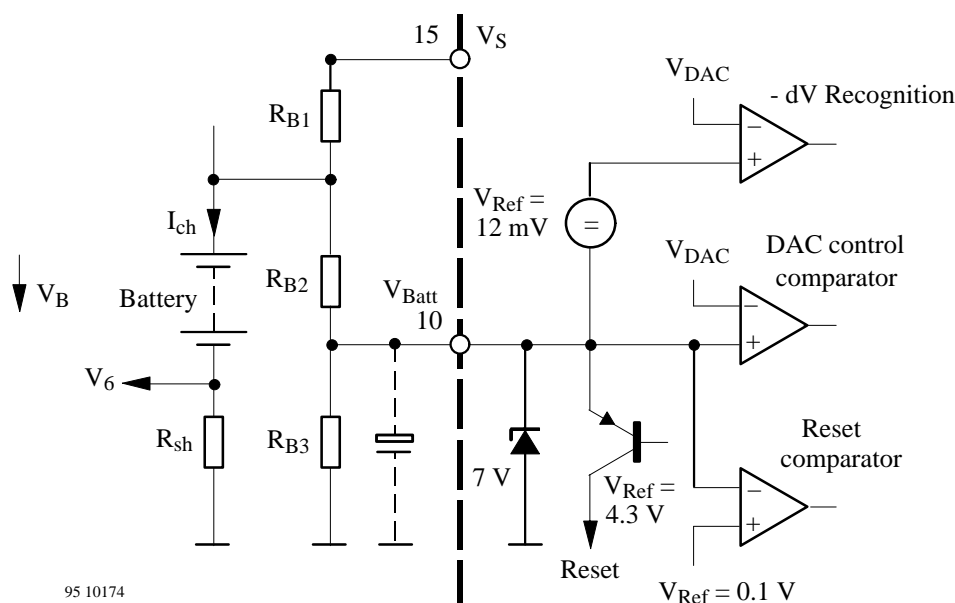 15 V_S
V_DAC
- dV Recognition
−
+
R_B1
V_Ref =
12 mV
=
I_ch
V_DAC
DAC control
comparator
−
+
V_B
Battery
R_B2
V_Batt
10
V_6
R_sh
R_B3
7 V
V_Ref =
4.3 V
Reset
comparator
−
+
Reset
V_Ref = 0.1 V
95 10174